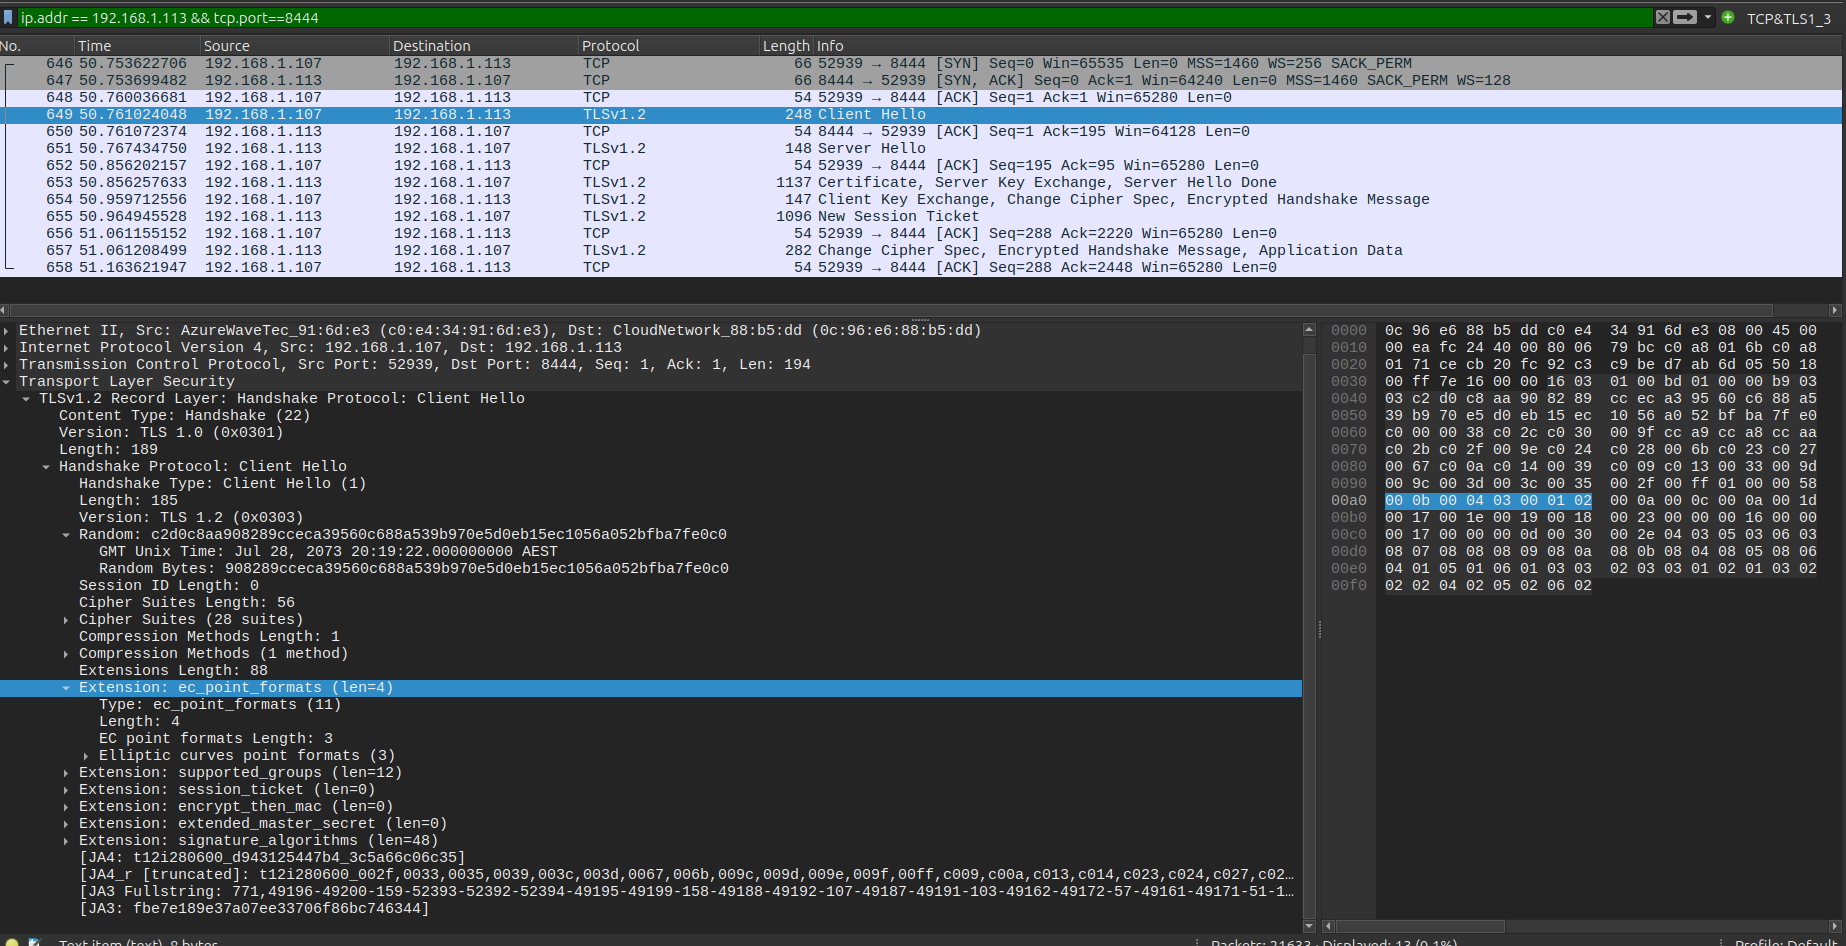 ip.addr == 192.168.1.113 && tcp.port==8444 TCP&TLS1_3
No. Time Source Destination Protocol Length Info
646 50.753622706 192.168.1.107 192.168.1.113 TCP 66 52939 → 8444 [SYN] Seq=0 Win=65535 Len=0 MSS=1460 WS=256 SACK_PERM
647 50.753699482 192.168.1.113 192.168.1.107 TCP 66 8444 → 52939 [SYN, ACK] Seq=0 Ack=1 Win=64240 Len=0 MSS=1460 SACK_PERM WS=128
648 50.760036681 192.168.1.107 192.168.1.113 TCP 54 52939 → 8444 [ACK] Seq=1 Ack=1 Win=65280 Len=0
649 50.761024048 192.168.1.107 192.168.1.113 TLSv1.2 248 Client Hello
650 50.761072374 192.168.1.113 192.168.1.107 TCP 54 8444 → 52939 [ACK] Seq=1 Ack=195 Win=64128 Len=0
651 50.767434750 192.168.1.113 192.168.1.107 TLSv1.2 148 Server Hello
652 50.856202157 192.168.1.107 192.168.1.113 TCP 54 52939 → 8444 [ACK] Seq=195 Ack=95 Win=65280 Len=0
653 50.856257633 192.168.1.113 192.168.1.107 TLSv1.2 1137 Certificate, Server Key Exchange, Server Hello Done
654 50.959712556 192.168.1.107 192.168.1.113 TLSv1.2 147 Client Key Exchange, Change Cipher Spec, Encrypted Handshake Message
655 50.964945528 192.168.1.113 192.168.1.107 TLSv1.2 1096 New Session Ticket
656 51.061155152 192.168.1.107 192.168.1.113 TCP 54 52939 → 8444 [ACK] Seq=288 Ack=2220 Win=65280 Len=0
657 51.061208499 192.168.1.113 192.168.1.107 TLSv1.2 282 Change Cipher Spec, Encrypted Handshake Message, Application Data
658 51.163621947 192.168.1.107 192.168.1.113 TCP 54 52939 → 8444 [ACK] Seq=288 Ack=2448 Win=65280 Len=0
Ethernet II, Src: AzureWaveTec_91:6d:e3 (c0:e4:34:91:6d:e3), Dst: CloudNetwork_88:b5:dd (0c:96:e6:88:b5:dd)
Internet Protocol Version 4, Src: 192.168.1.107, Dst: 192.168.1.113
Transmission Control Protocol, Src Port: 52939, Dst Port: 8444, Seq: 1, Ack: 1, Len: 194
Transport Layer Security
TLSv1.2 Record Layer: Handshake Protocol: Client Hello
Content Type: Handshake (22)
Version: TLS 1.0 (0x0301)
Length: 189
Handshake Protocol: Client Hello
Handshake Type: Client Hello (1)
Length: 185
Version: TLS 1.2 (0x0303)
Random: c2d0c8aa908289cceca39560c688a539b970e5d0eb15ec1056a052bfba7fe0c0
GMT Unix Time: Jul 28, 2073 20:19:22.000000000 AEST
Random Bytes: 908289cceca39560c688a539b970e5d0eb15ec1056a052bfba7fe0c0
Session ID Length: 0
Cipher Suites Length: 56
Cipher Suites (28 suites)
Compression Methods Length: 1
Compression Methods (1 method)
Extensions Length: 88
Extension: ec_point_formats (len=4)
Type: ec_point_formats (11)
Length: 4
EC point formats Length: 3
Elliptic curves point formats (3)
Extension: supported_groups (len=12)
Extension: session_ticket (len=0)
Extension: encrypt_then_mac (len=0)
Extension: extended_master_secret (len=0)
Extension: signature_algorithms (len=48)
[JA4: t12i280600_d943125447b4_3c5a66c06c35]
[JA4_r [truncated]: t12i280600_002f,0033,0035,0039,003c,003d,0067,006b,009c,009d,009e,009f,00ff,c009,c00a,c013,c014,c023,c024,c027,c02…
[JA3 Fullstring: 771,49196-49200-159-52393-52392-52394-49195-49199-158-49188-49192-107-49187-49191-103-49162-49172-57-49161-49171-51-1…
[JA3: fbe7e189e37a07ee33706f86bc746344]
0000 0c 96 e6 88 b5 dd c0 e4 34 91 6d e3 08 00 45 00
0010 00 ea fc 24 40 00 80 06 79 bc c0 a8 01 6b c0 a8
0020 01 71 ce cb 20 fc 92 c3 c9 be d7 ab 6d 05 50 18
0030 00 ff 7e 16 00 00 16 03 01 00 bd 01 00 00 b9 03
0040 03 c2 d0 c8 aa 90 82 89 cc ec a3 95 60 c6 88 a5
0050 39 b9 70 e5 d0 eb 15 ec 10 56 a0 52 bf ba 7f e0
0060 c0 00 00 38 c0 2c c0 30 00 9f cc a9 cc a8 cc aa
0070 c0 2b c0 2f 00 9e c0 24 c0 28 00 6b c0 23 c0 27
0080 00 67 c0 0a c0 14 00 39 c0 09 c0 13 00 33 00 9d
0090 00 9c 00 3d 00 3c 00 35 00 2f 00 ff 01 00 00 58
00a0 00 0b 00 04 03 00 01 02 00 0a 00 0c 00 0a 00 1d
00b0 00 17 00 1e 00 19 00 18 00 23 00 00 00 16 00 00
00c0 00 17 00 00 00 0d 00 30 00 2e 04 03 05 03 06 03
00d0 08 07 08 08 08 09 08 0a 08 0b 08 04 08 05 08 06
00e0 04 01 05 01 06 01 03 03 02 03 03 01 02 01 03 02
00f0 02 02 04 02 05 02 06 02
Text item (text), 8 bytes Packets: 21633 · Displayed: 13 (0.1%) Profile: Default